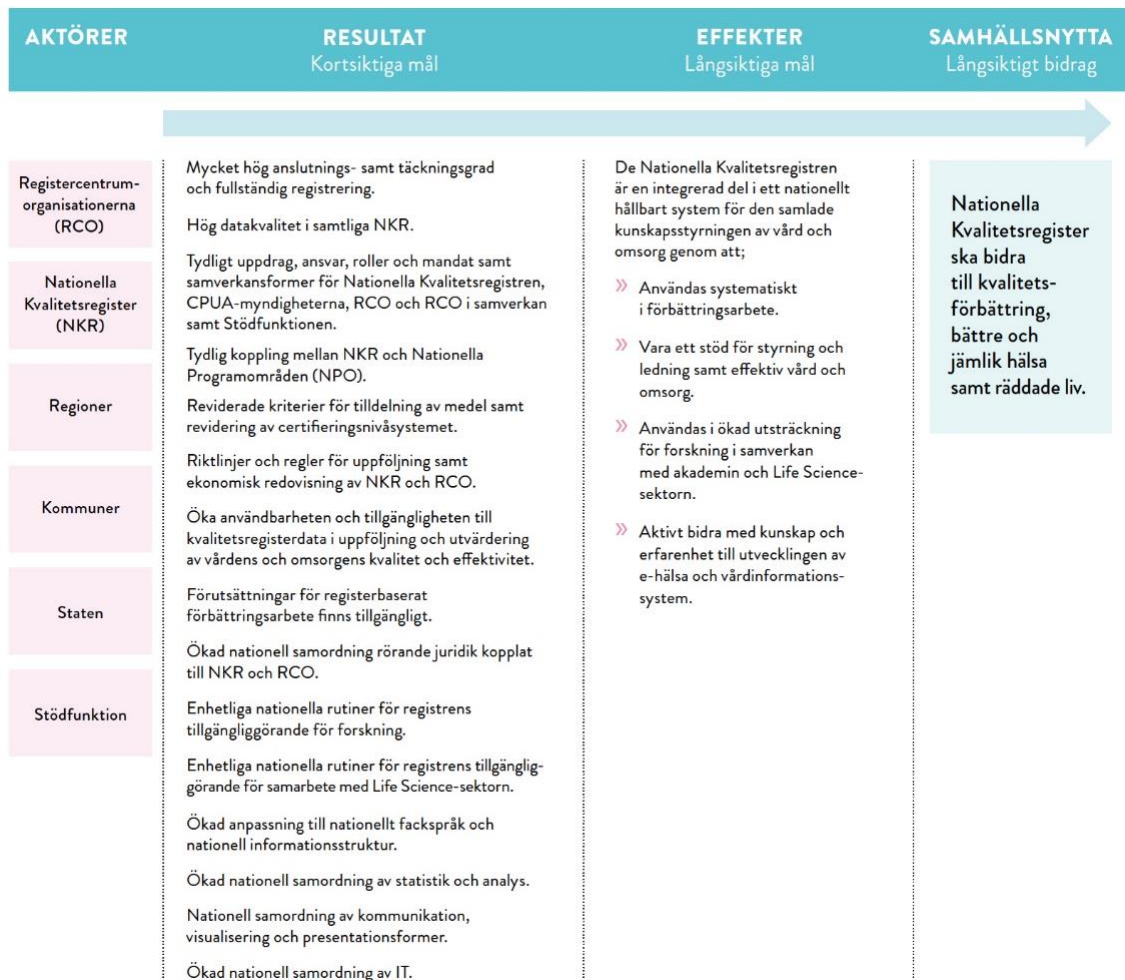 AKTÖRER
RESULTAT
Kortsiktiga mål
EFFEKTER
Långsiktiga mål
SAMHÄLLSNYTTA
Långsiktigt bidrag
Registercentrum-
organisationerna
(RCO)
Nationella
Kvalitetsregister
(NKR)
Regioner
Kommuner
Staten
Stödfunktion
Mycket hög anslutnings- samt täckningsgrad
och fullständig registrering.
Hög datakvalitet i samtliga NKR.
Tydligt uppdrag, ansvar, roller och mandat samt
samverkansformer för Nationella Kvalitetsregistren,
CPUA-myndigheterna, RCO och RCO i samverkan
samt Stödfunktionen.
Tydlig koppling mellan NKR och Nationella
Programområden (NPO).
Reviderade kriterier för tilldelning av medel samt
revidering av certifieringsnivåsystemet.
Riktlinjer och regler för uppföljning samt
ekonomisk redovisning av NKR och RCO.
Öka användbarheten och tillgängligheten till
kvalitetsregisterdata i uppföljning och utvärdering
av vårdens och omsorgens kvalitet och effektivitet.
Förutsättningar för registerbaserat
förbättringsarbete finns tillgängligt.
Ökad nationell samordning rörande juridik kopplat
till NKR och RCO.
Enhetliga nationella rutiner för registrens
tillgängliggörande för forskning.
Enhetliga nationella rutiner för registrens tillgänglig-
görande för samarbete med Life Science-sektorn.
Ökad anpassning till nationellt fackspråk och
nationell informationsstruktur.
Ökad nationell samordning av statistik och analys.
Nationell samordning av kommunikation,
visualisering och presentationsformer.
Ökad nationell samordning av IT.
De Nationella Kvalitetsregistren
är en integrerad del i ett nationellt
hållbart system för den samlade
kunskapsstyrningen av vård och
omsorg genom att;
» Användas systematiskt
i förbättringsarbete.
» Vara ett stöd för styrning och
ledning samt effektiv vård och
omsorg.
» Användas i ökad utsträckning
för forskning i samverkan
med akademin och Life Science-
sektorn.
» Aktivt bidra med kunskap och
erfarenhet till utvecklingen av
e-hälsa och vårdinformations-
system.
Nationella
Kvalitetsregister
ska bidra
till kvalitets-
förbättring,
bättre och
jämlik hälsa
samt räddade liv.